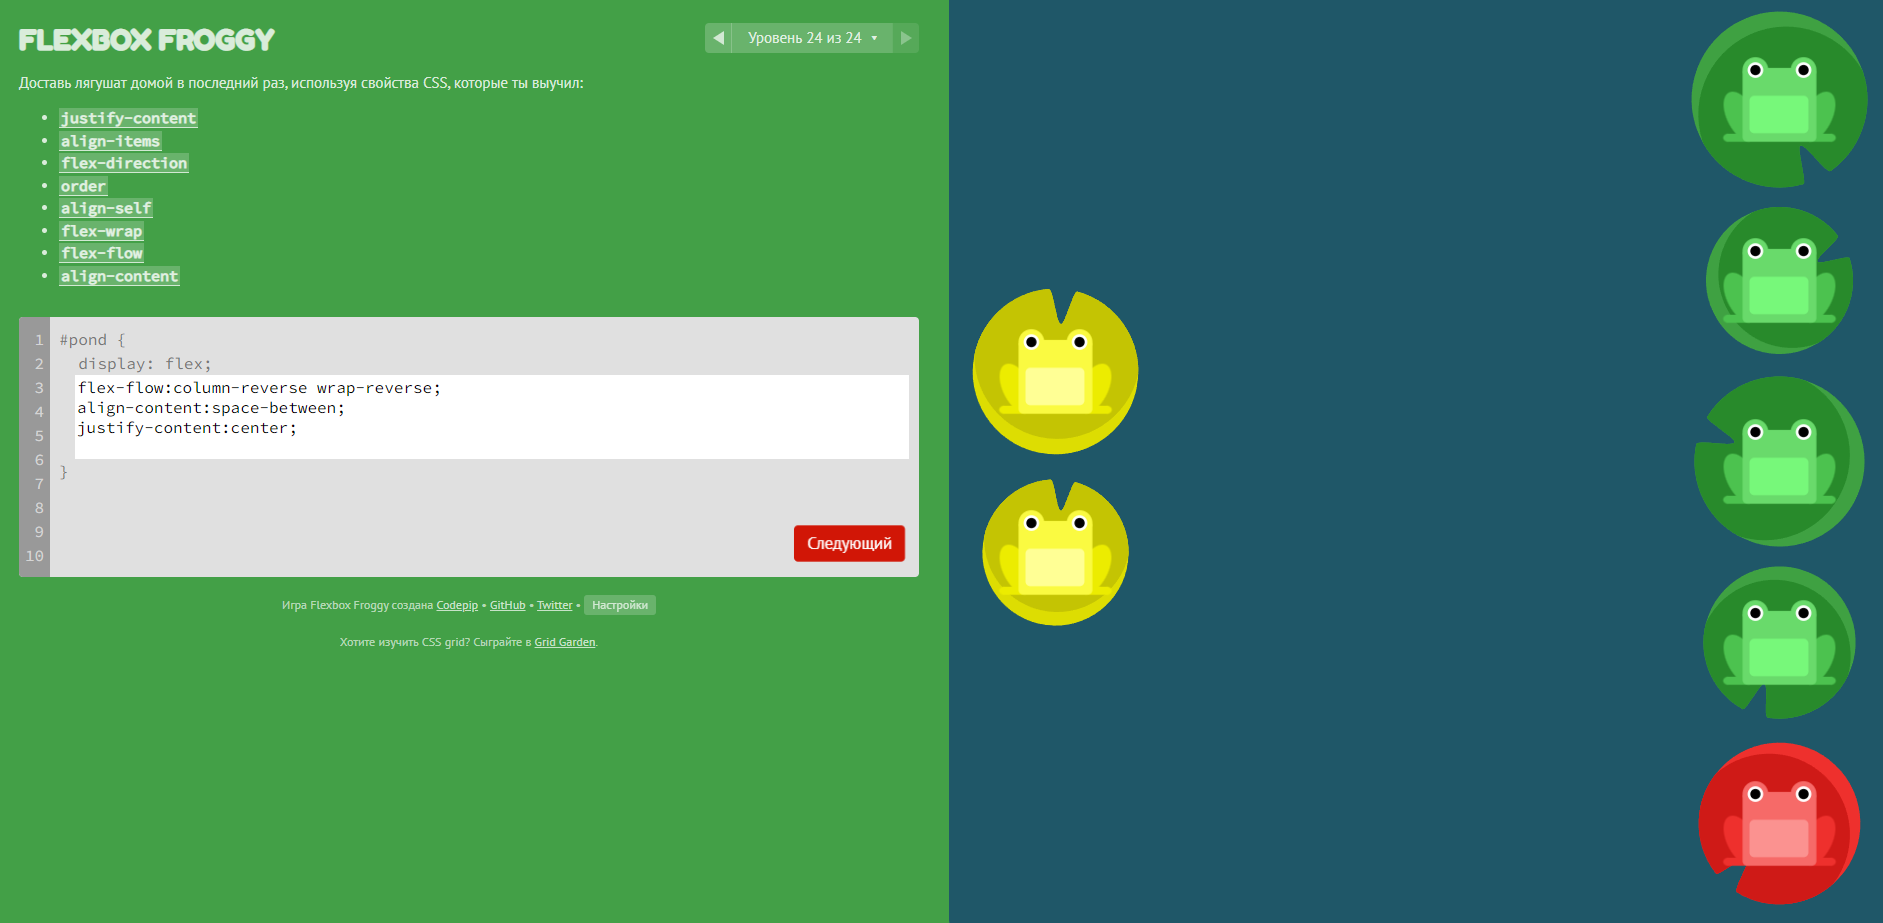 FLEXBOX FROGGY
◀ Уровень 24 из 24 ▾ ▶
Доставь лягушат домой в последний раз, используя свойства CSS, которые ты выучил:
• justify-content
• align-items
• flex-direction
• order
• align-self
• flex-wrap
• flex-flow
• align-content
1 #pond {
2 display: flex;
3 flex-flow:column-reverse wrap-reverse;
4 align-content:space-between;
5 justify-content:center;
6 }
7
8
9
10
Следующий
Игра Flexbox Froggy создана Codepip • GitHub • Twitter • Настройки
Хотите изучить CSS grid? Сыграйте в Grid Garden.